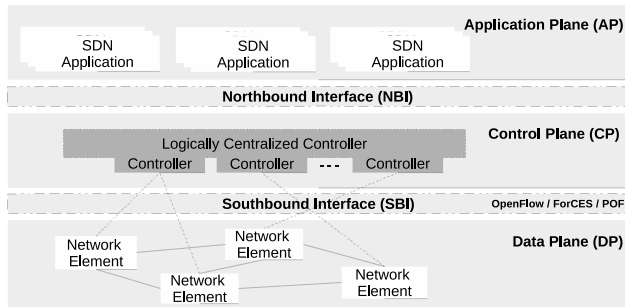 Application Plane (AP)
SDN
Application
SDN
Application
SDN
Application
Northbound Interface (NBI)
Control Plane (CP)
Logically Centralized Controller
Controller
Controller
Controller
Southbound Interface (SBI)
OpenFlow / ForCES / POF
Data Plane (DP)
Network
Element
Network
Element
Network
Element
Network
Element